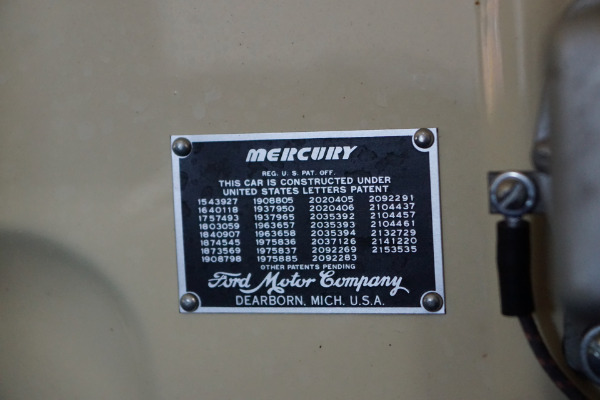 MERCURY
REG. U.S. PAT. OFF.
THIS CAR IS CONSTRUCTED UNDER
UNITED STATES LETTERS PATENT
1543927 1908805 2020405 2092291
1640118 1937950 2020406 2104437
1757493 1937965 2035392 2104457
1803059 1963657 2035393 2104461
1840907 1963658 2035394 2132729
1874545 1975836 2037126 2141220
1873569 1975837 2092269 2153535
1908798 1975885 2092283
OTHER PATENTS PENDING
Ford Motor Company
DEARBORN, MICH. U.S.A.